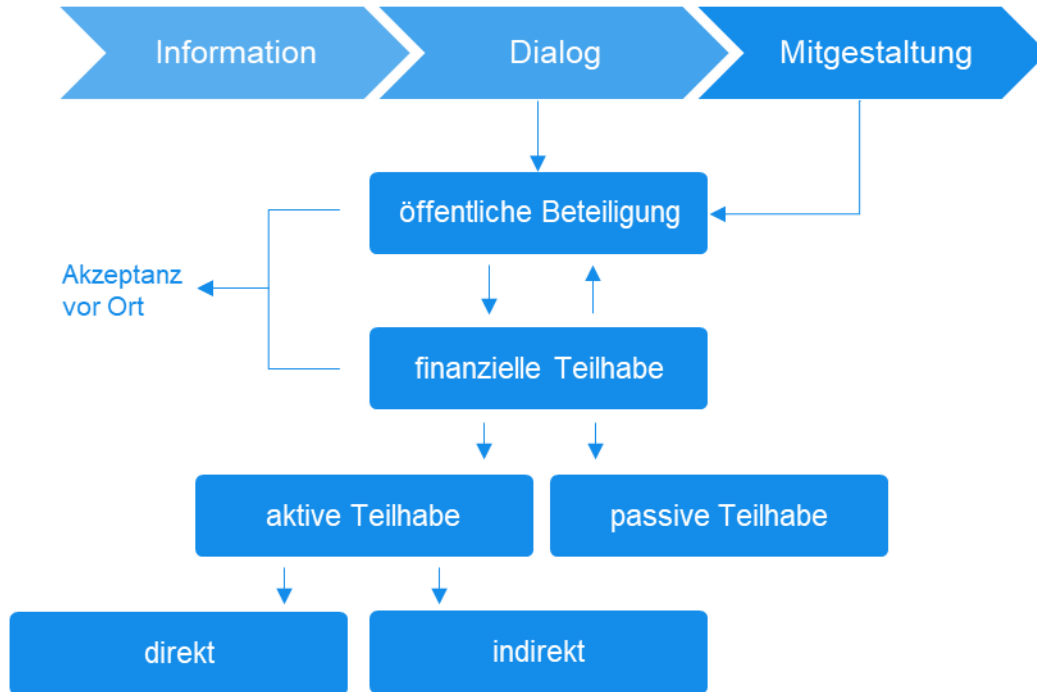 Information
Dialog
Mitgestaltung
öffentliche Beteiligung
Akzeptanz
vor Ort
finanzielle Teilhabe
aktive Teilhabe
passive Teilhabe
direkt
indirekt